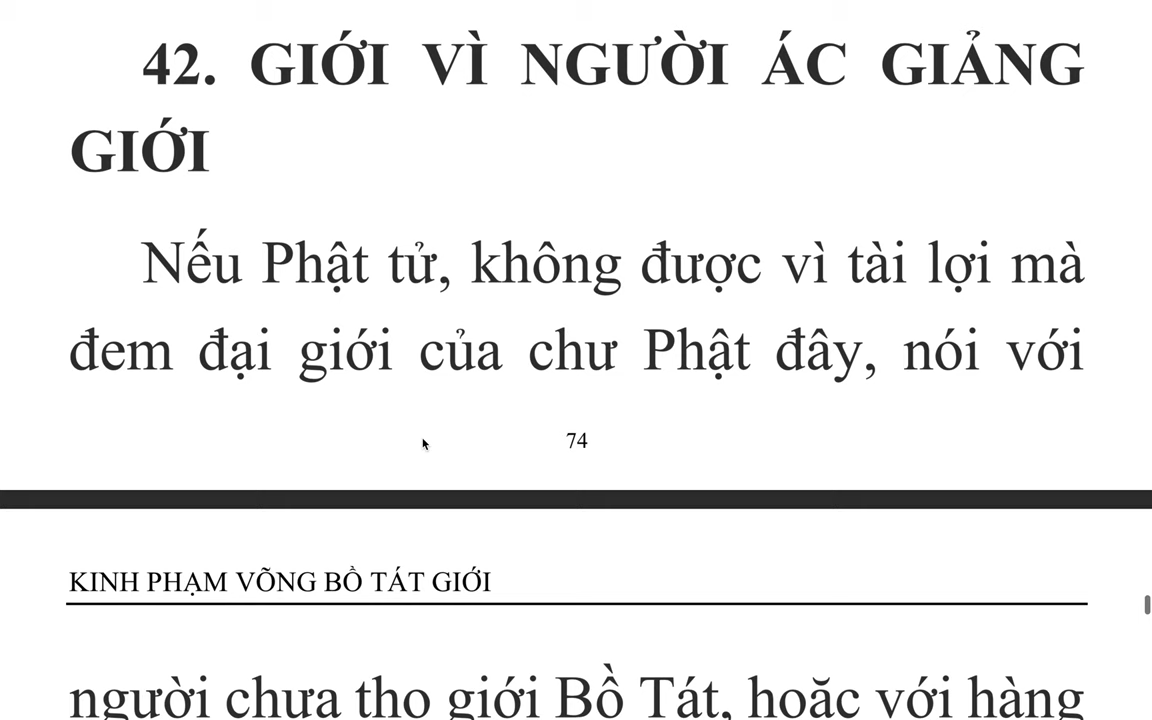 42. GIỚI VÌ NGƯỜI ÁC GIẢNG
GIỚI
Nếu Phật tử, không được vì tài lợi mà
đem đại giới của chư Phật đây, nói với
74
KINH PHẠM VÕNG BỒ TÁT GIỚI
người chưa thọ giới Bồ Tát, hoặc với hàng